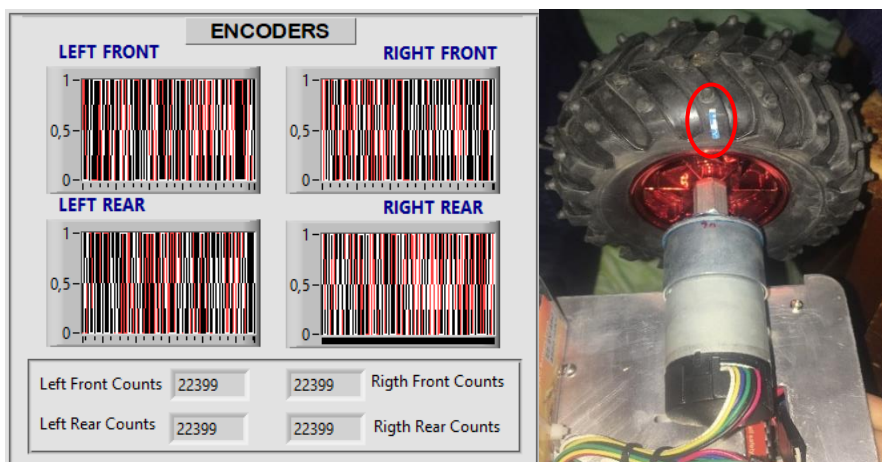 ENCODERS
LEFT FRONT
RIGHT FRONT
1
0,5
0
1
0,5
0
LEFT REAR
RIGHT REAR
1
0,5
0
1
0,5
0
Left Front Counts 22399 22399 Rigth Front Counts
Left Rear Counts 22399 22399 Rigth Rear Counts